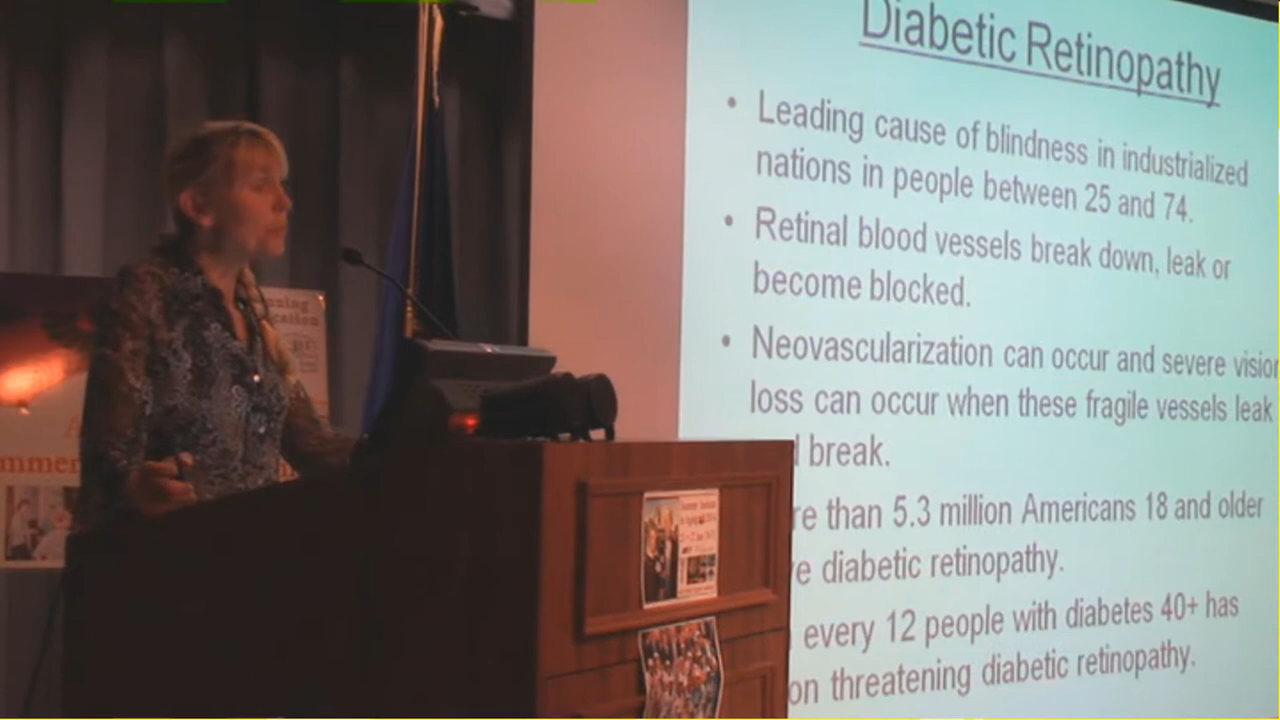 Diabetic Retinopathy
• Leading cause of blindness in industrialized
nations in people between 25 and 74.
• Retinal blood vessels break down, leak or
become blocked.
• Neovascularization can occur and severe vision
loss can occur when these fragile vessels leak
break.
than 5.3 million Americans 18 and older
diabetic retinopathy.
every 12 people with diabetes 40+ has
threatening diabetic retinopathy.